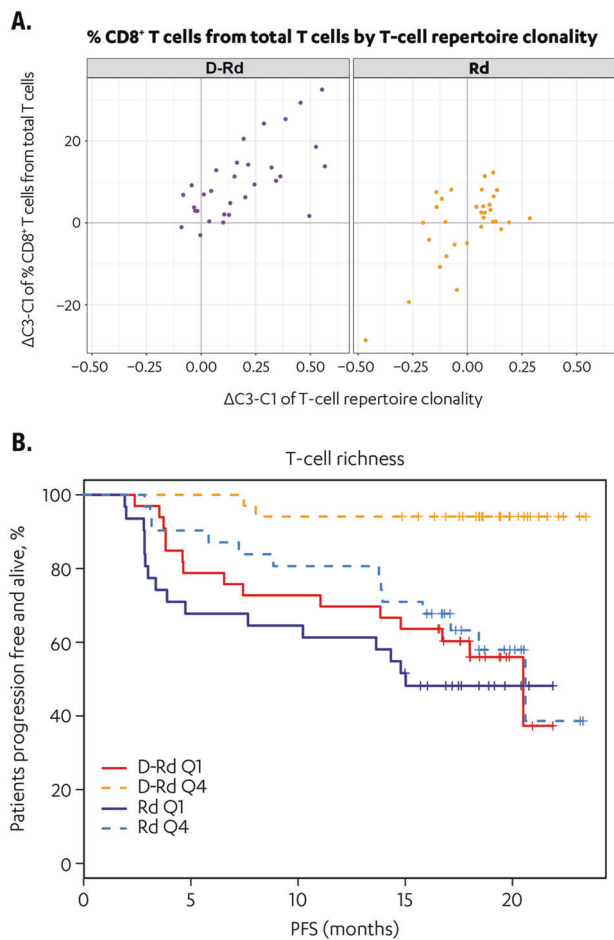 A.
% CD8⁺ T cells from total T cells by T-cell repertoire clonality
D-Rd
Rd
ΔC3-C1 of % CD8⁺ T cells from total T cells
20
0
−20
−0.50
−0.25
0.00
0.25
0.50
−0.50
−0.25
0.00
0.25
0.50
ΔC3-C1 of T-cell repertoire clonality
B.
T-cell richness
Patients progression free and alive, %
100
80
60
40
20
0
D-Rd Q1
D-Rd Q4
Rd Q1
Rd Q4
0
5
10
15
20
PFS (months)